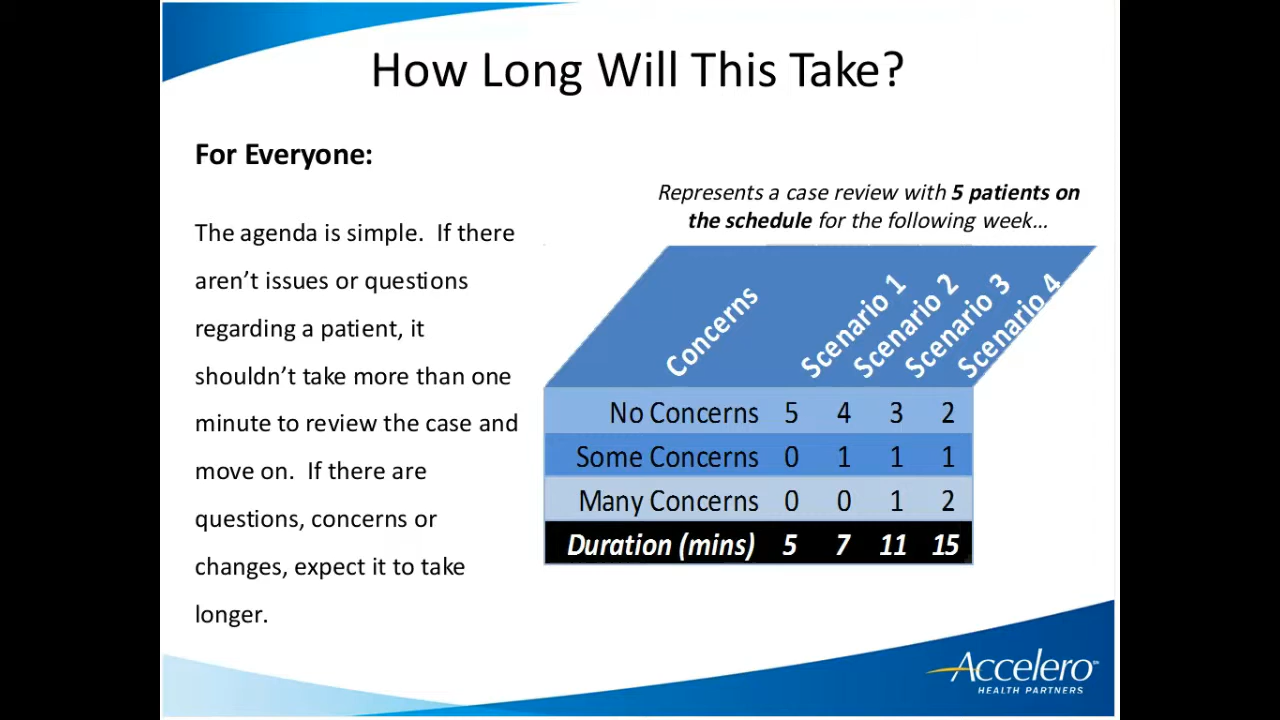 How Long Will This Take?
For Everyone:
The agenda is simple.  If there
aren’t issues or questions
regarding a patient, it
shouldn’t take more than one
minute to review the case and
move on.  If there are
questions, concerns or
changes, expect it to take
longer.
Represents a case review with 5 patients on
the schedule for the following week...
Concerns Scenario 1 Scenario 2 Scenario 3 Scenario 4
No Concerns 5 4 3 2
Some Concerns 0 1 1 1
Many Concerns 0 0 1 2
Duration (mins) 5 7 11 15
Accelero
HEALTH PARTNERS